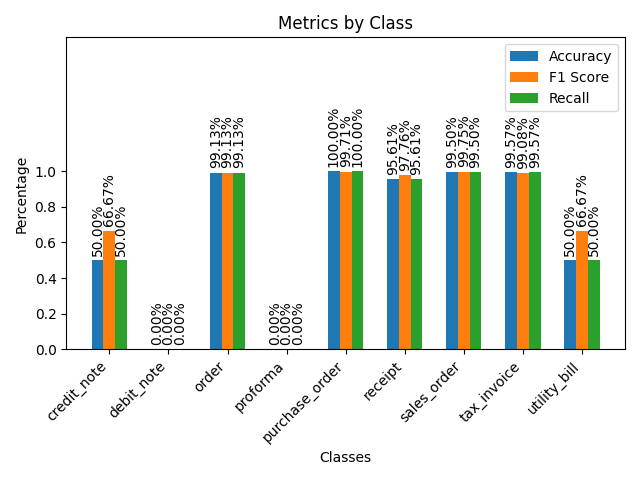 Metrics by Class
Accuracy
F1 Score
Recall
Percentage
1.0
0.8
0.6
0.4
0.2
0.0
50.00%
66.67%
50.00%
0.00%
0.00%
0.00%
99.13%
99.13%
99.13%
0.00%
0.00%
0.00%
100.00%
99.71%
100.00%
95.61%
97.76%
95.61%
99.50%
99.75%
99.50%
99.57%
99.08%
99.57%
50.00%
66.67%
50.00%
credit_note
debit_note
order
proforma
purchase_order
receipt
sales_order
tax_invoice
utility_bill
Classes